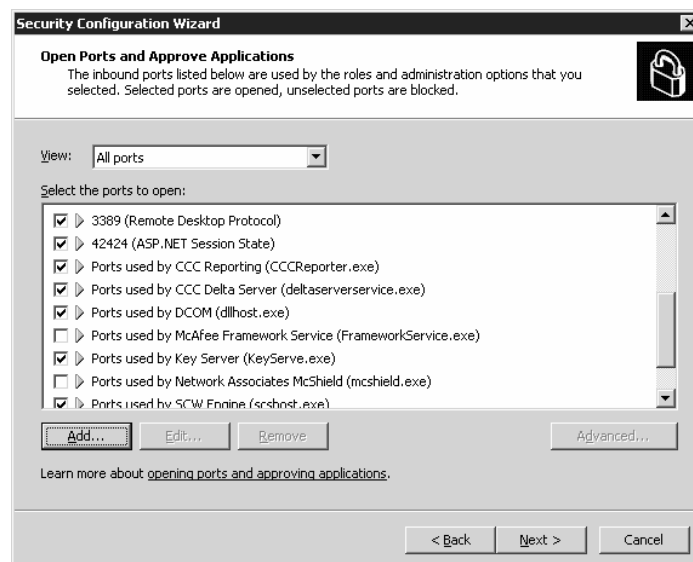 Security Configuration Wizard
Open Ports and Approve Applications
The inbound ports listed below are used by the roles and administration options that you
selected. Selected ports are opened, unselected ports are blocked.
View: All ports
Select the ports to open:
3389 (Remote Desktop Protocol)
42424 (ASP.NET Session State)
Ports used by CCC Reporting (CCCReporter.exe)
Ports used by CCC Delta Server (deltaserverservice.exe)
Ports used by DCOM (dllhost.exe)
Ports used by McAfee Framework Service (FrameworkService.exe)
Ports used by Key Server (KeyServe.exe)
Ports used by Network Associates McShield (mcshield.exe)
Ports used by SCW Engine (scshost.exe)
Add... Edit... Remove Advanced...
Learn more about opening ports and approving applications.
< Back Next > Cancel